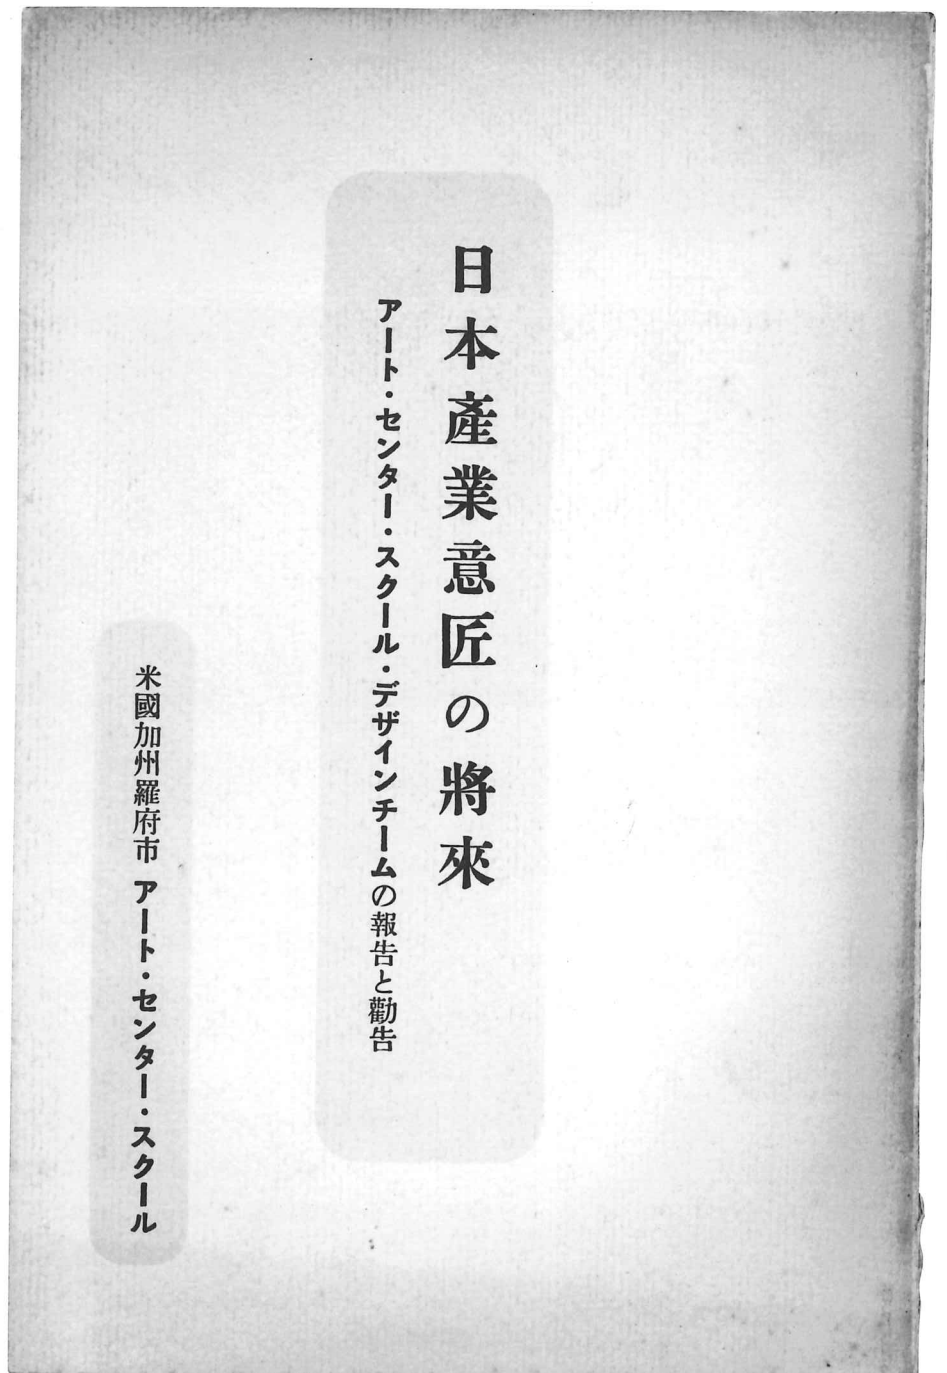 日本產業意匠の將來
アート・センター・スクール・デザインチームの報告と勸告
米國加州羅府市 アート・センター・スクール